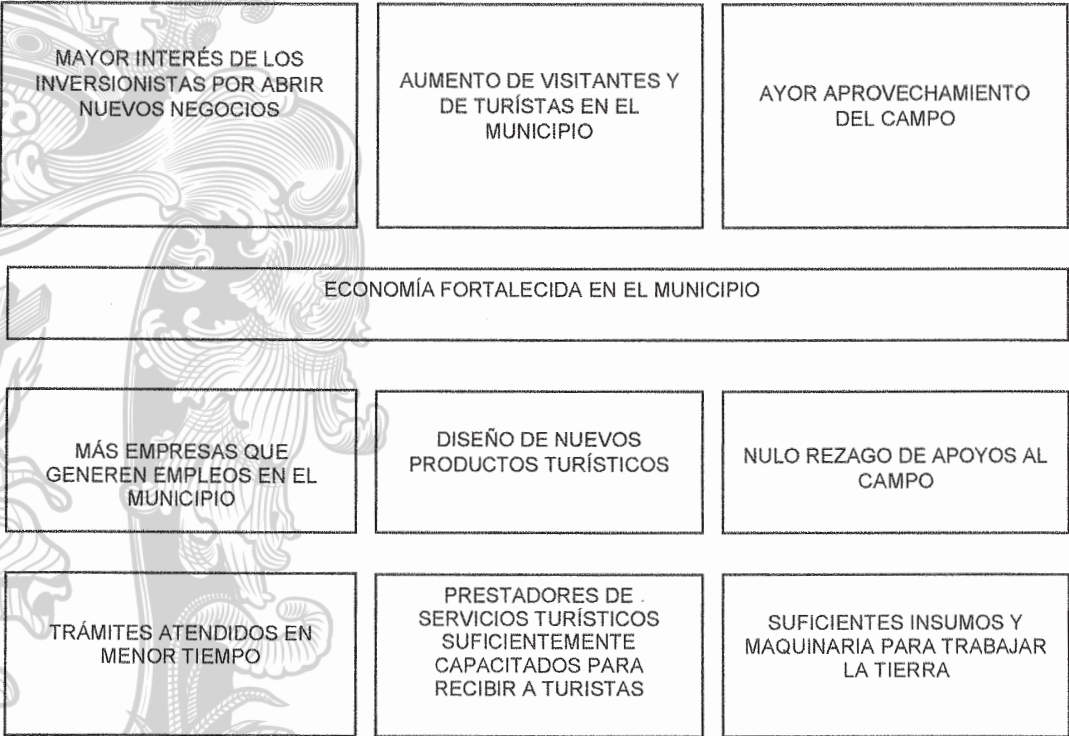 MAYOR INTERÉS DE LOS
INVERSIONISTAS POR ABRIR
NUEVOS NEGOCIOS
AUMENTO DE VISITANTES Y
DE TURÍSTAS EN EL
MUNICIPIO
AYOR APROVECHAMIENTO
DEL CAMPO
ECONOMÍA FORTALECIDA EN EL MUNICIPIO
MÁS EMPRESAS QUE
GENEREN EMPLEOS EN EL
MUNICIPIO
DISEÑO DE NUEVOS
PRODUCTOS TURÍSTICOS
NULO REZAGO DE APOYOS AL
CAMPO
TRÁMITES ATENDIDOS EN
MENOR TIEMPO
PRESTADORES DE
SERVICIOS TURÍSTICOS
SUFICIENTEMENTE
CAPACITADOS PARA
RECIBIR A TURISTAS
SUFICIENTES INSUMOS Y
MAQUINARIA PARA TRABAJAR
LA TIERRA